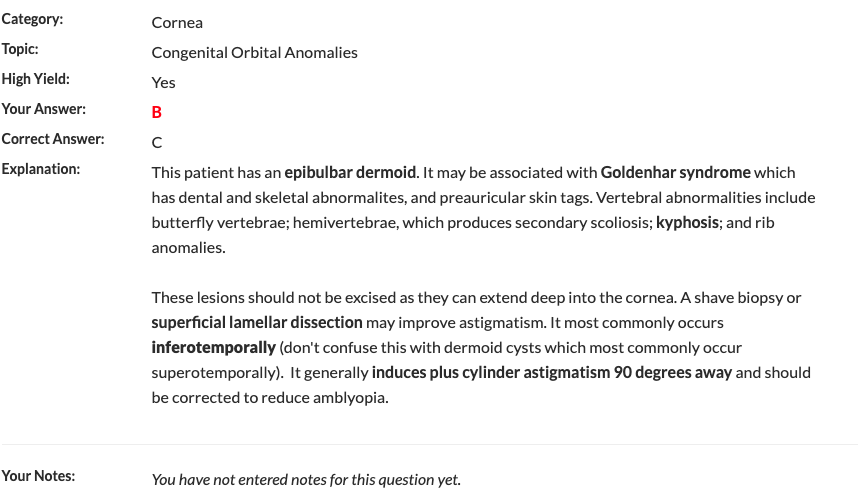 Category: Cornea
Topic: Congenital Orbital Anomalies
High Yield: Yes
Your Answer: B
Correct Answer: C
Explanation: This patient has an epibulbar dermoid. It may be associated with Goldenhar syndrome which
has dental and skeletal abnormalites, and preauricular skin tags. Vertebral abnormalities include
butterfly vertebrae; hemivertebrae, which produces secondary scoliosis; kyphosis; and rib
anomalies.
These lesions should not be excised as they can extend deep into the cornea. A shave biopsy or
superficial lamellar dissection may improve astigmatism. It most commonly occurs
inferotemporally (don't confuse this with dermoid cysts which most commonly occur
superotemporally). It generally induces plus cylinder astigmatism 90 degrees away and should
be corrected to reduce amblyopia.
Your Notes: You have not entered notes for this question yet.